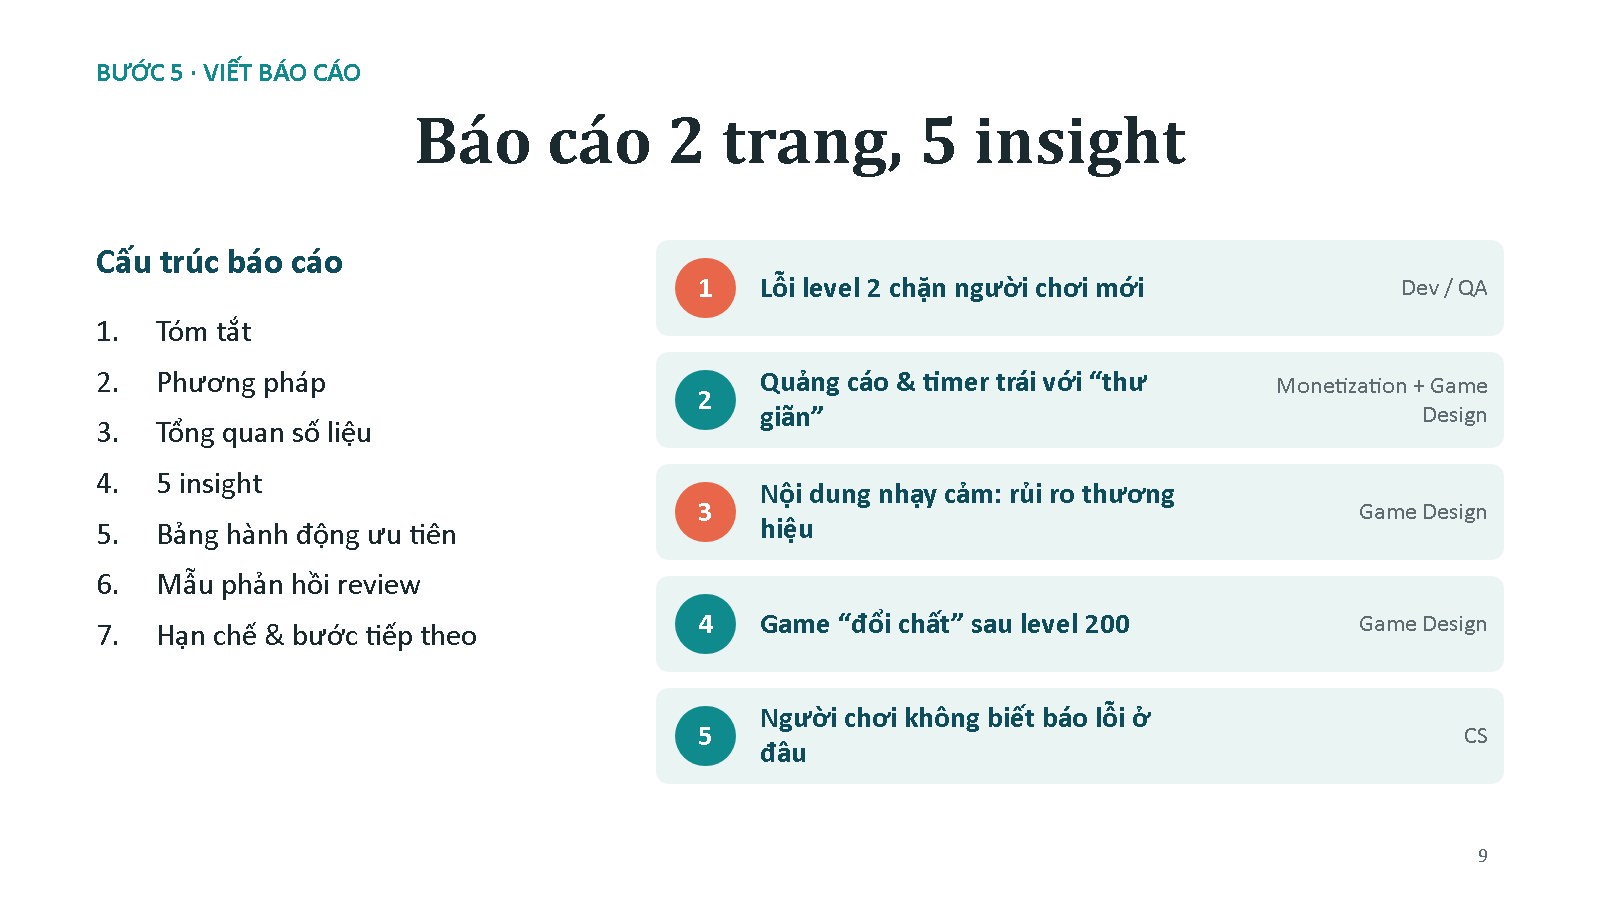 BƯỚC 5 · VIẾT BÁO CÁO
Báo cáo 2 trang, 5 insight
Cấu trúc báo cáo
1. Tóm tắt
2. Phương pháp
3. Tổng quan số liệu
4. 5 insight
5. Bảng hành động ưu tiên
6. Mẫu phản hồi review
7. Hạn chế & bước tiếp theo
1
Lỗi level 2 chặn người chơi mới
Dev / QA
2
Quảng cáo & timer trái với “thư
giãn”
Monetization + Game
Design
3
Nội dung nhạy cảm: rủi ro thương
hiệu
Game Design
4
Game “đổi chất” sau level 200
Game Design
5
Người chơi không biết báo lỗi ở
đâu
CS
9